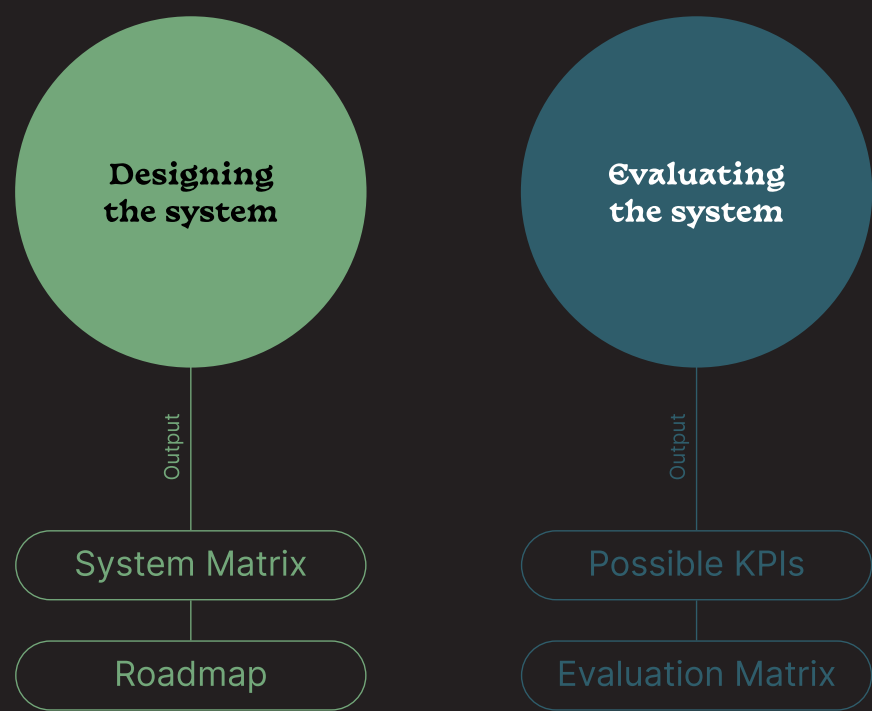 Designing
the system
Output
System Matrix
Roadmap
Evaluating
the system
Output
Possible KPIs
Evaluation Matrix